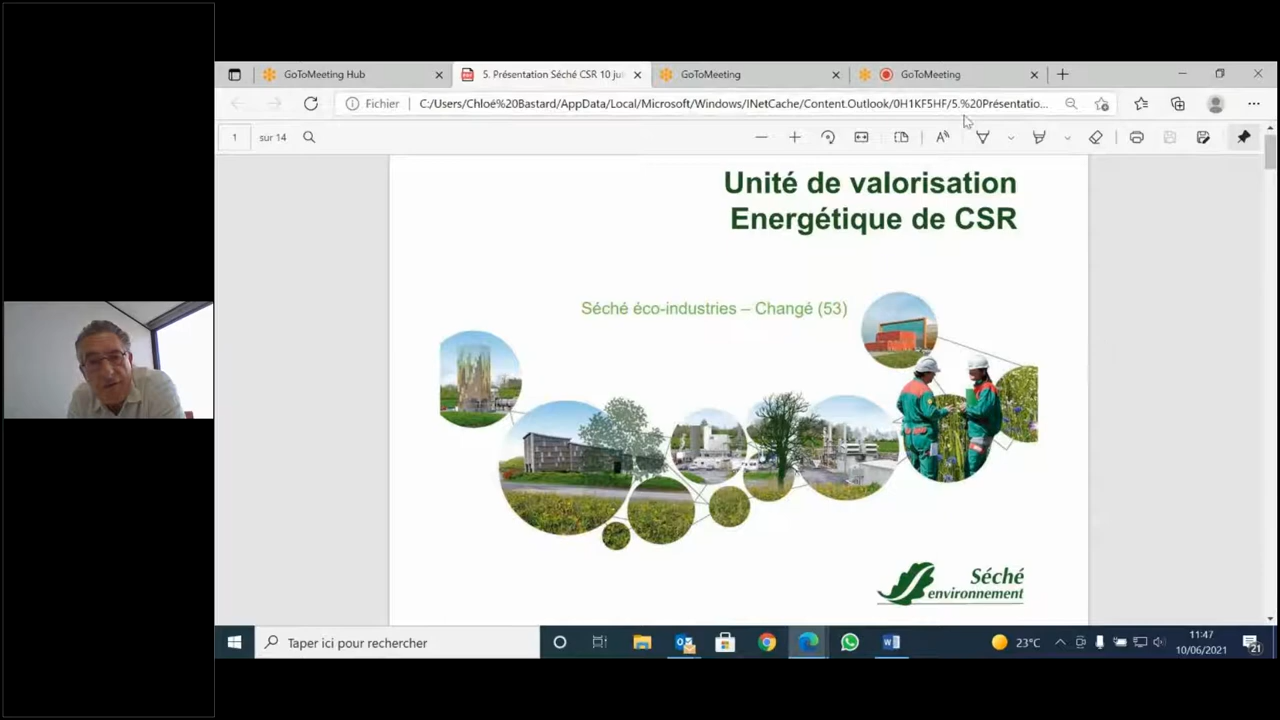 GoToMeeting Hub
5. Présentation Séché CSR 10 jui
GoToMeeting
GoToMeeting
Fichier
C:/Users/Chloé%20Bastard/AppData/Local/Microsoft/Windows/INetCache/Content.Outlook/0H1KF5HF/5.%20Présentatio...
1 sur 14
Unité de valorisation
Energétique de CSR
Séché éco-industries – Changé (53)
Séché
environnement
Taper ici pour rechercher
23°C
11:47
10/06/2021
21